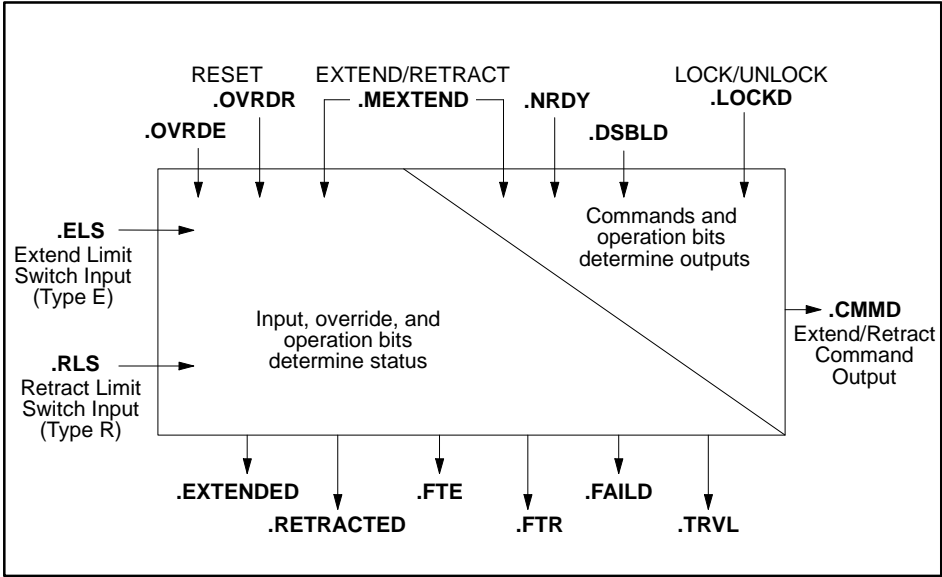 RESET
.OVRDR
EXTEND/RETRACT
.MEXTEND
.NRDY
LOCK/UNLOCK
.LOCKD
.OVRDE
.DSBLD
Commands and
operation bits
determine outputs
.ELS
Extend Limit
Switch Input
(Type E)
Input, override, and
operation bits
determine status
.CMMD
Extend/Retract
Command
Output
.RLS
Retract Limit
Switch Input
(Type R)
.EXTENDED
.RETRACTED
.FTE
.FTR
.FAILD
.TRVL